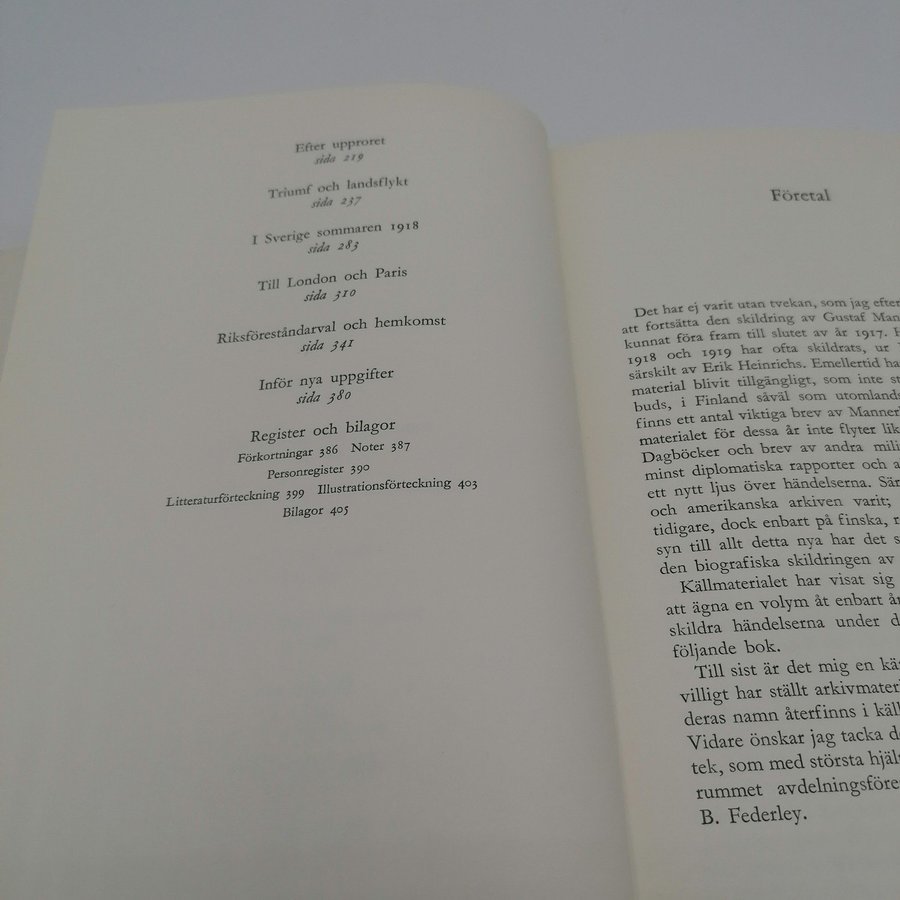 Efter upproret
sida 219
Triumf och landsflykt
sida 237
I Sverige sommaren 1918
sida 283
Till London och Paris
sida 310
Riksföreståndarval och hemkomst
sida 341
Inför nya uppgifter
sida 380
Register och bilagor
Förkortningar 386 Noter 387
Personregister 390
Litteraturförteckning 399 Illustrationsförteckning 403
Bilagor 405
Företal
Det har ej varit utan tvekan, som jag efter
att fortsätta den skildring av Gustaf Man
kunnat föra fram till slutet av år 1917.
1918 och 1919 har ofta skildrats, ur
särskilt av Erik Heinrichs. Emellertid ha
material blivit tillgängligt, som inte st
buds, i Finland såväl som utomlands
finns ett antal viktiga brev av Manner
materialet för dessa år inte flyter lik
Dagböcker och brev av andra mili
minst diplomatiska rapporter och a
ett nytt ljus över händelserna. Sär
och amerikanska arkiven varit;
tidigare, dock enbart på finska, r
syn till allt detta nya har det s
den biografiska skildringen av
Källmaterialet har visat sig
att ägna en volym åt enbart år
skildra händelserna under d
följande bok.
Till sist är det mig en kä
villigt har ställt arkivmater
deras namn återfinns i käll
Vidare önskar jag tacka d
tek, som med största hjäl
rummet avdelningsföre
B. Federley.